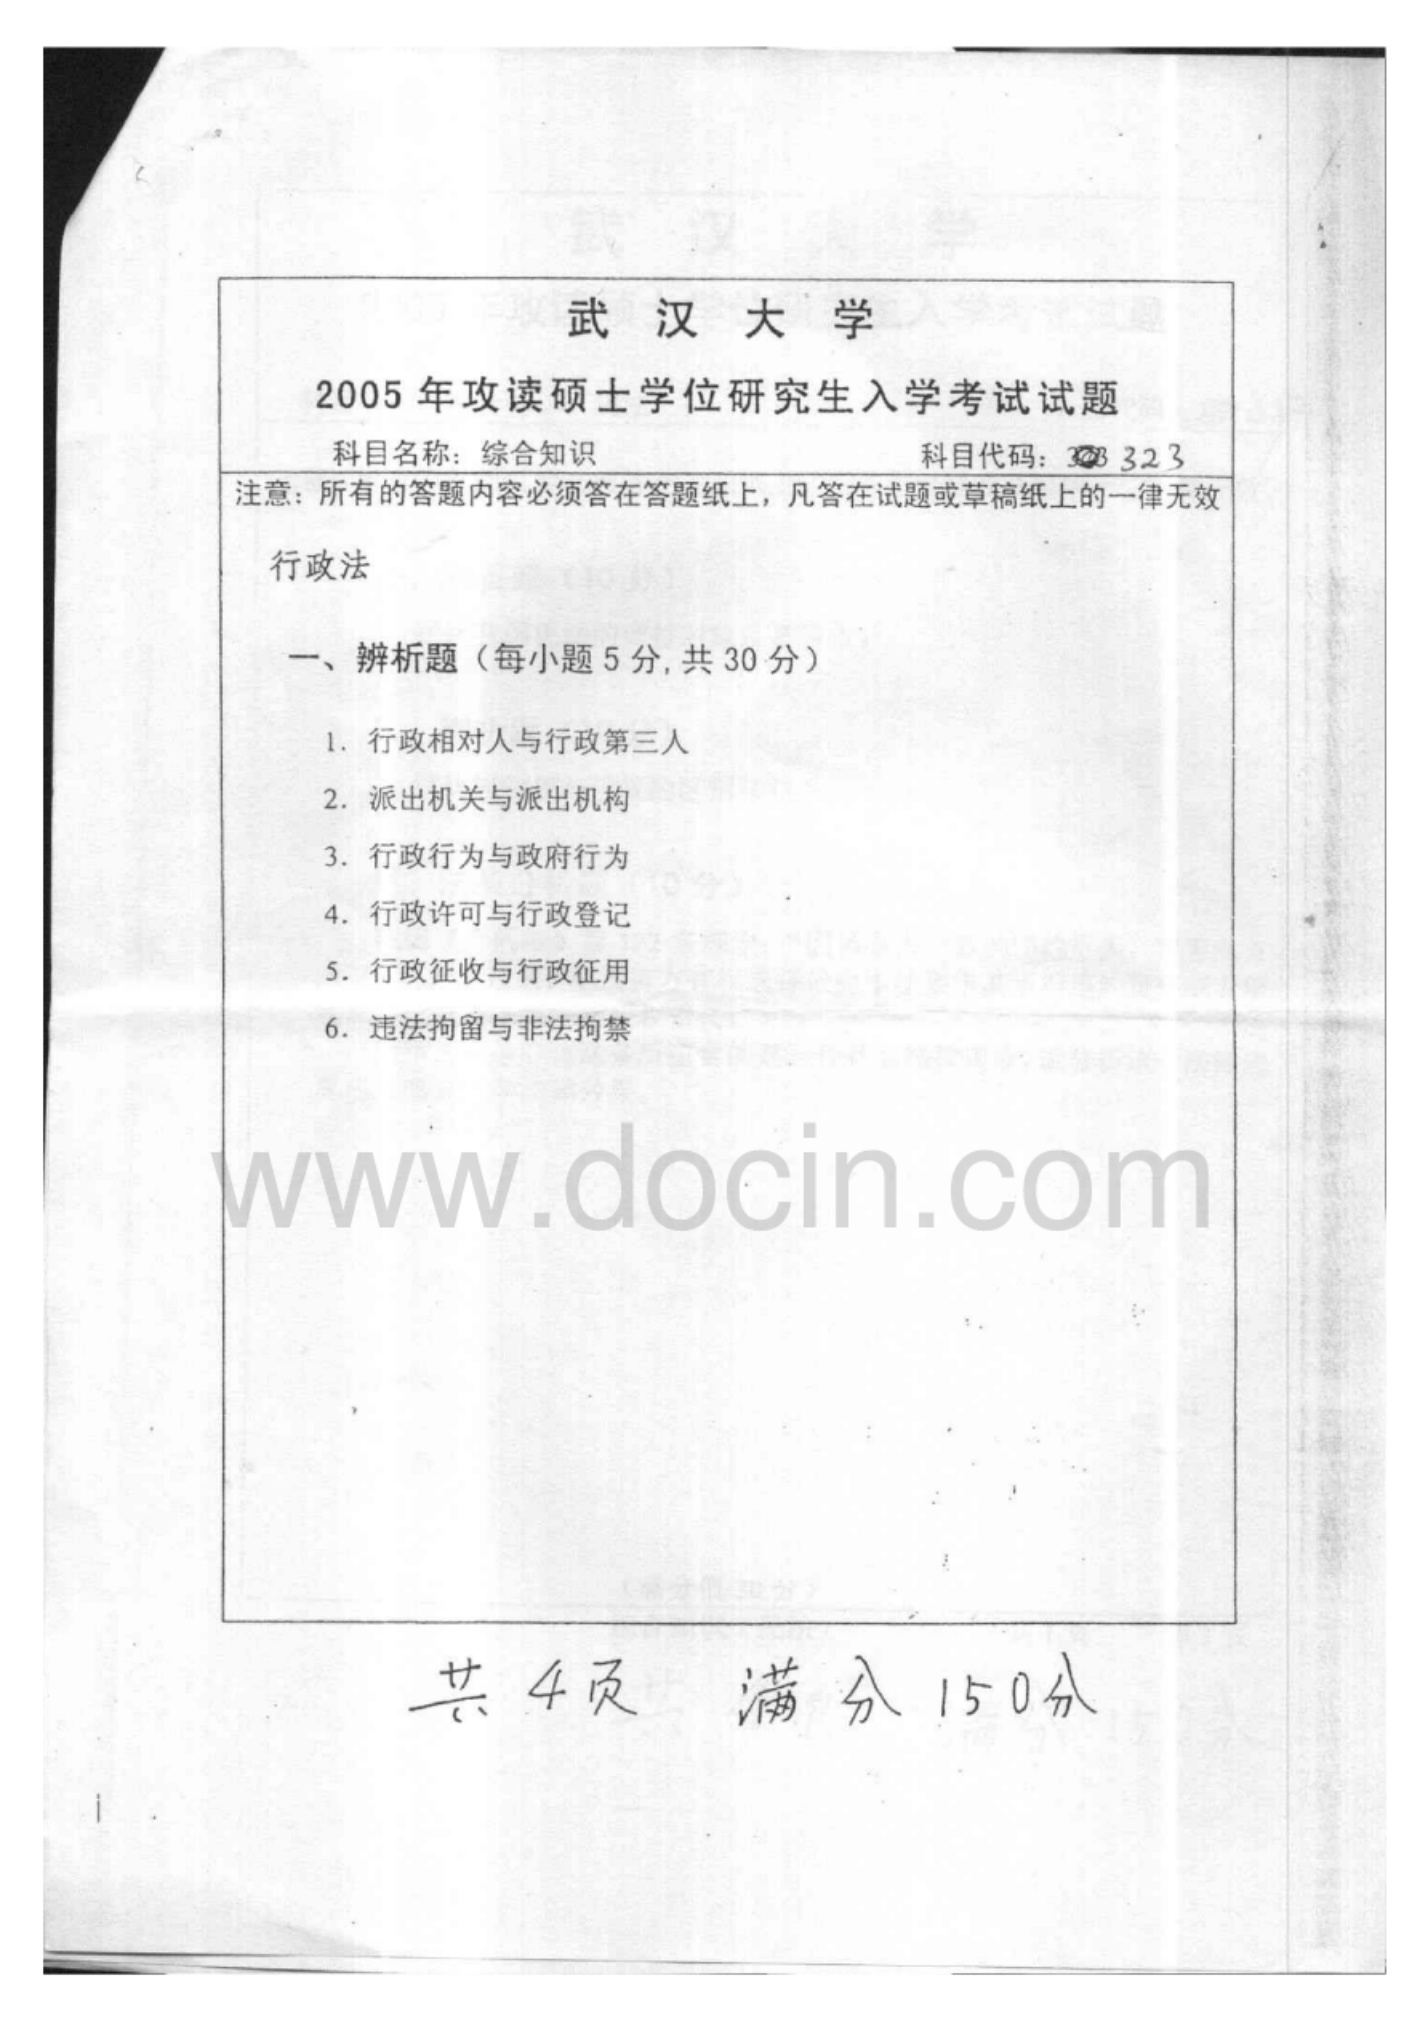 武 汉 大 学
2005年攻读硕士学位研究生入学考试试题
科目名称：综合知识 科目代码： 323
注意：所有的答题内容必须答在答题纸上，凡答在试题或草稿纸上的一律无效
行政法
一、辨析题（每小题5分，共30分）
1．行政相对人与行政第三人
2．派出机关与派出机构
3．行政行为与政府行为
4．行政许可与行政登记
5．行政征收与行政征用
6．违法拘留与非法拘禁
www.docin.com
共4页 满分150分